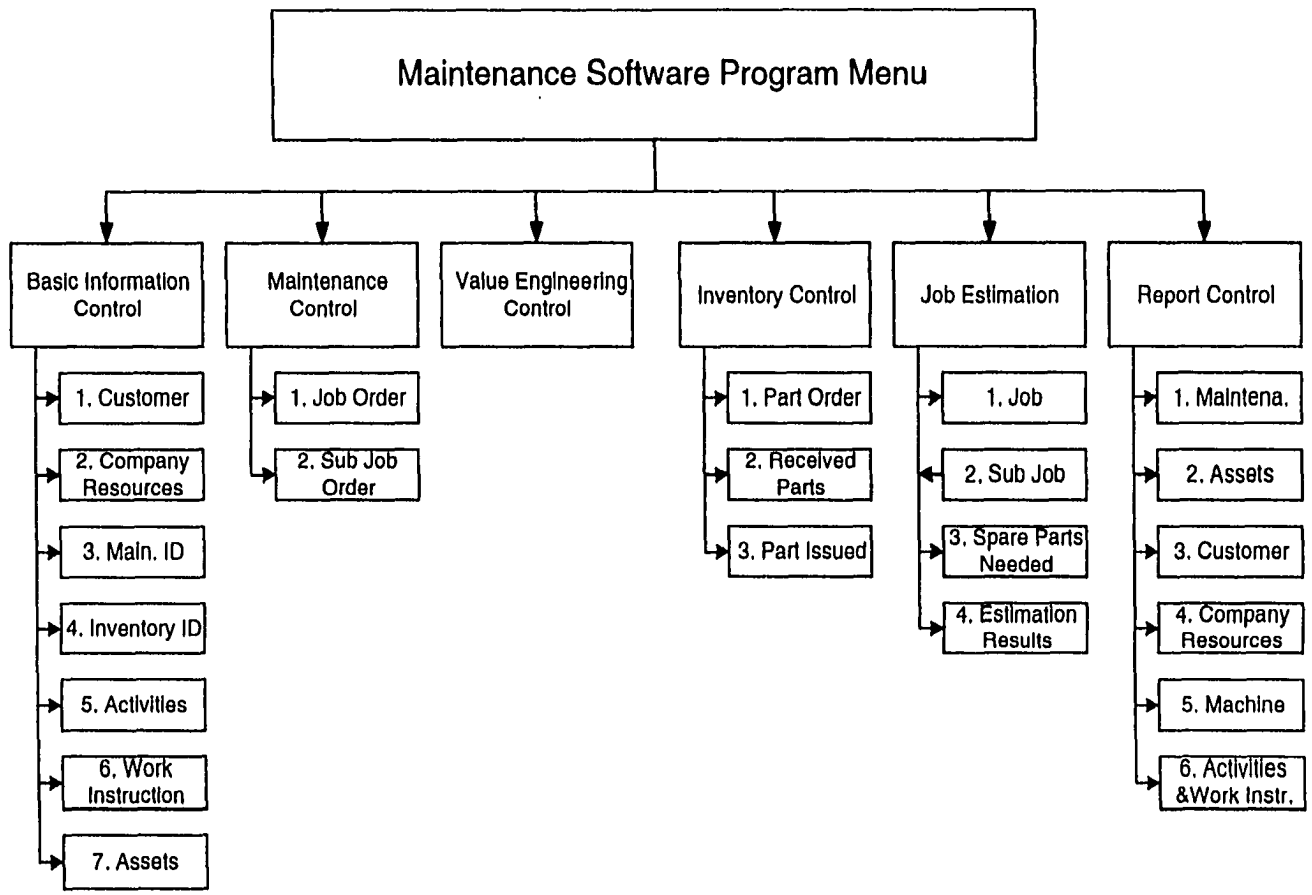 Maintenance Software Program Menu
Basic Information
Control
Maintenance
Control
Value Engineering
Control
Inventory Control
Job Estimation
Report Control
1. Customer
2. Company
Resources
3. Main. ID
4. Inventory ID
5. Activities
6. Work
Instruction
7. Assets
1. Job Order
2. Sub Job
Order
1. Part Order
2. Received
Parts
3. Part Issued
1. Job
2. Sub Job
3. Spare Parts
Needed
4. Estimation
Results
1. Maintena.
2. Assets
3. Customer
4. Company
Resources
5. Machine
6. Activities
&Work Instr.